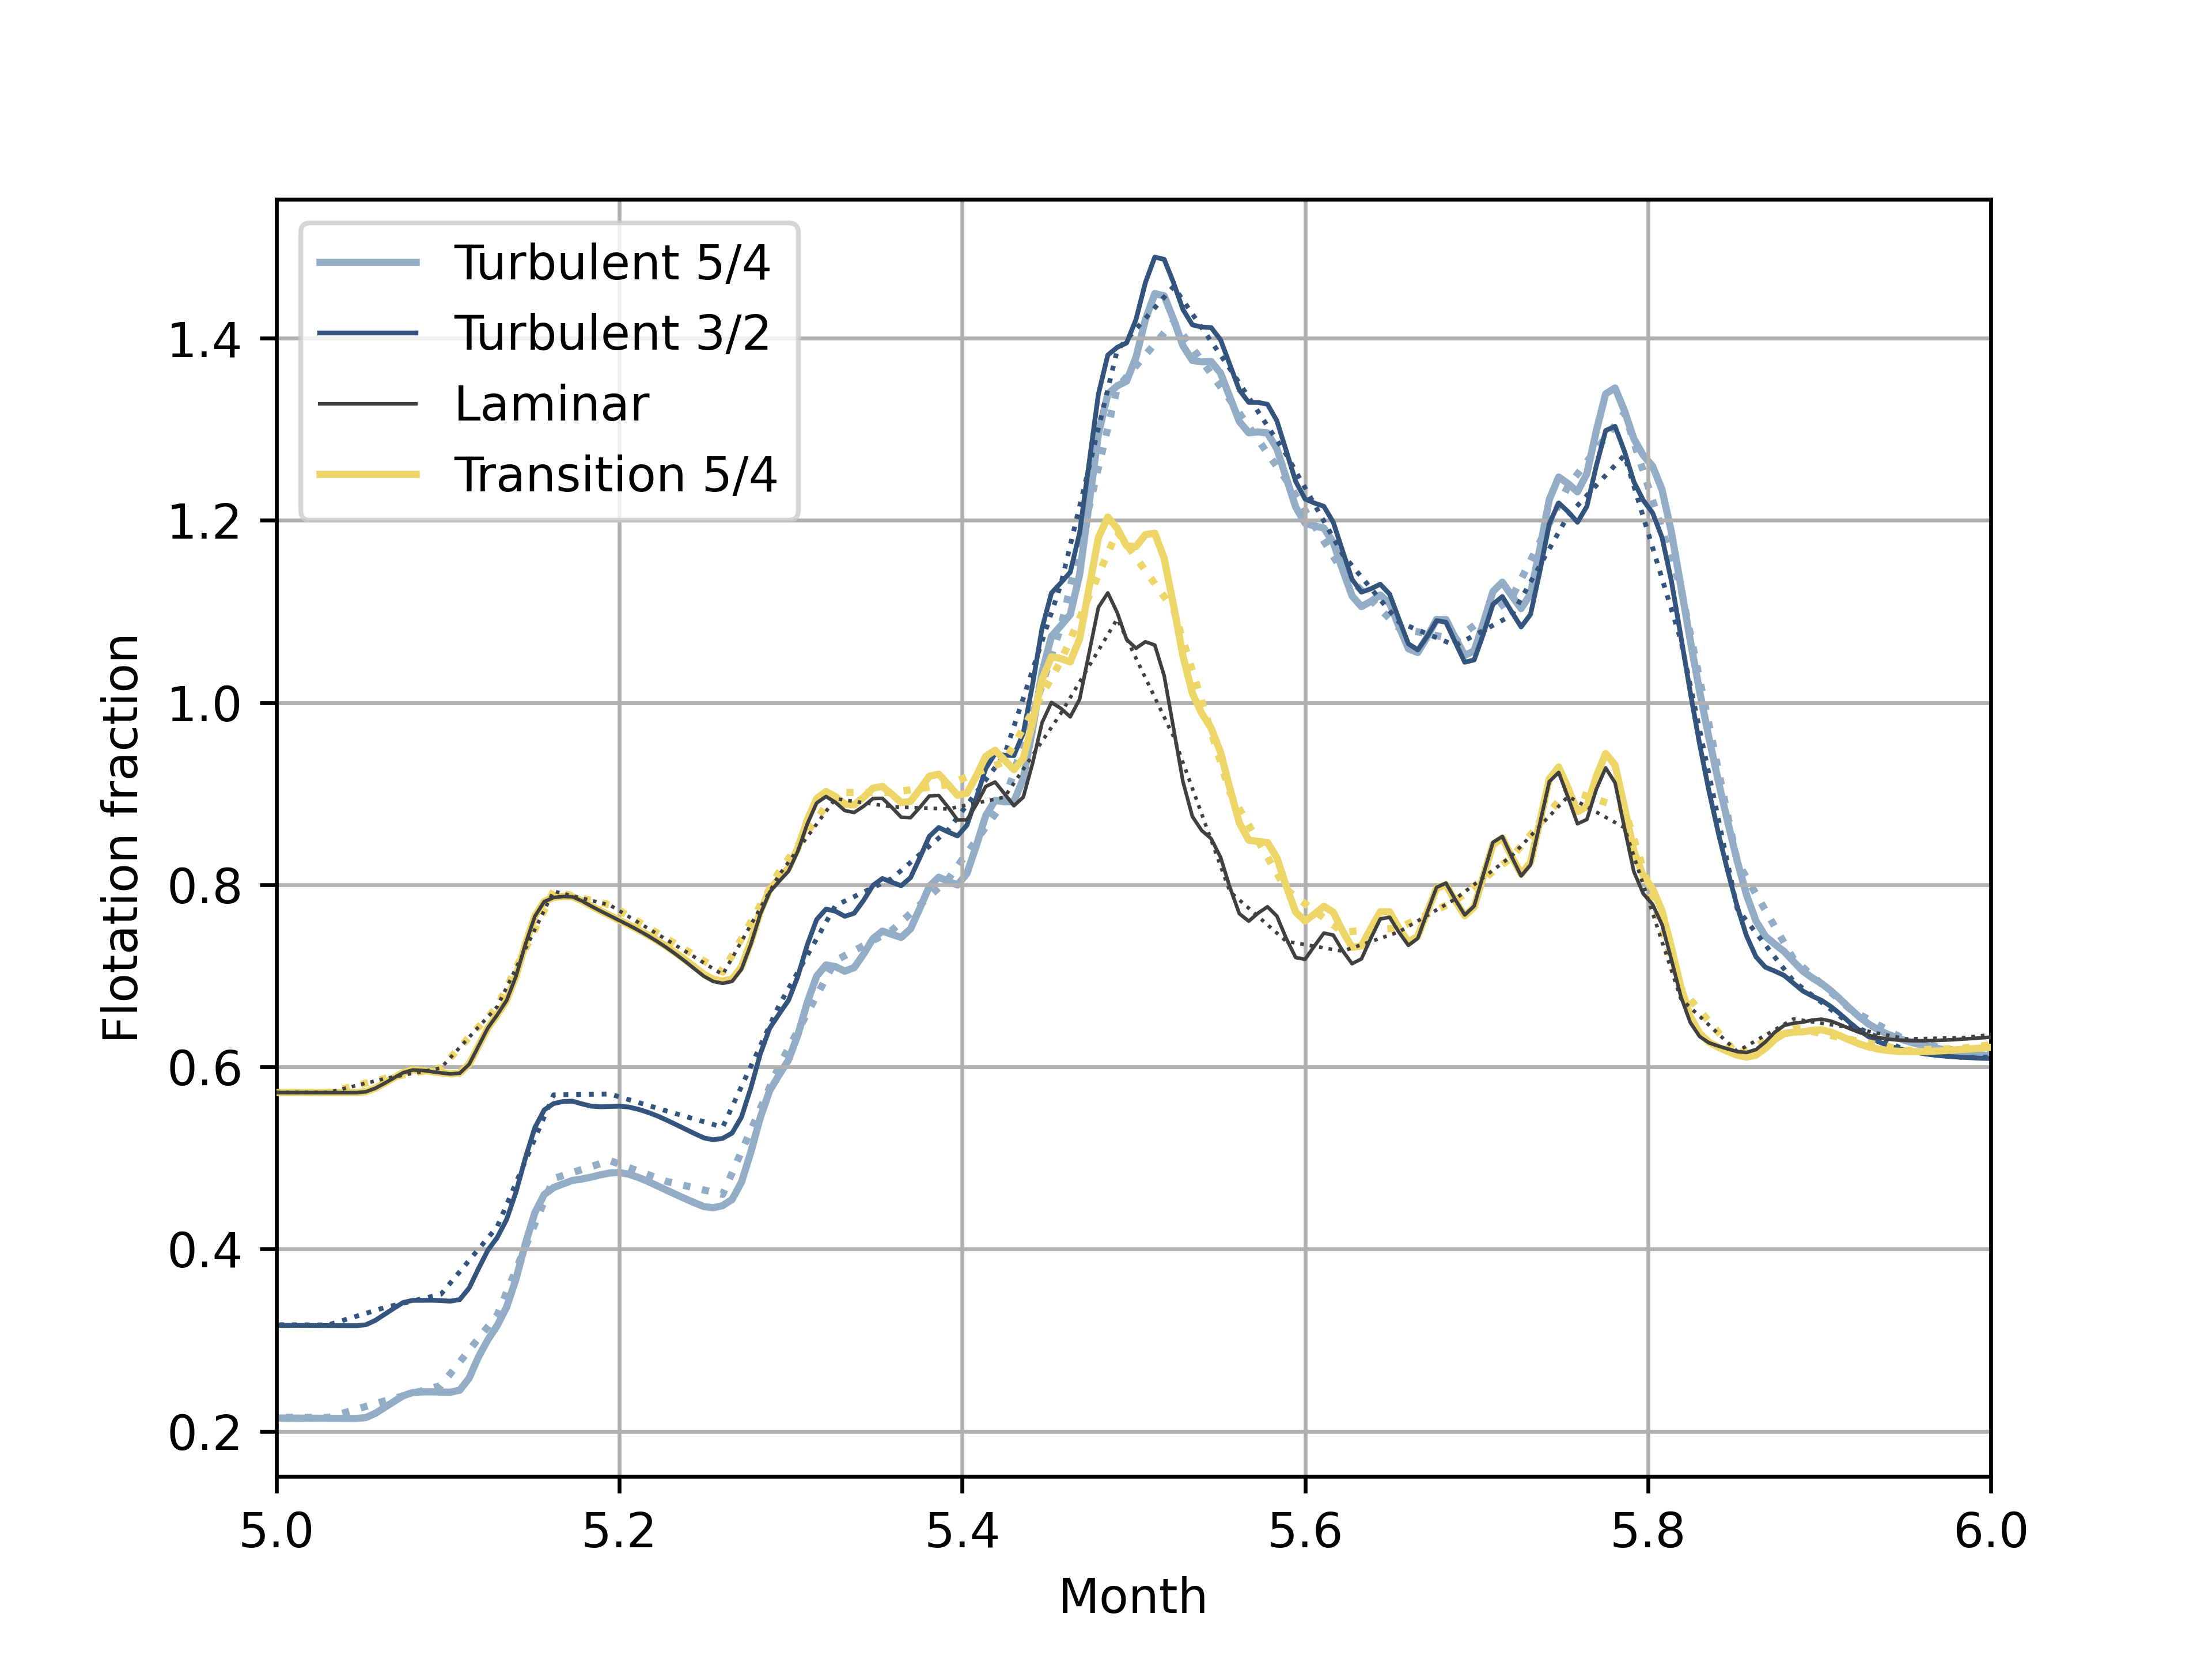 Turbulent 5/4
Turbulent 3/2
Laminar
Transition 5/4
1.4
1.2
1.0
0.8
0.6
0.4
0.2
Flotation fraction
5.0 5.2 5.4 5.6 5.8 6.0
Month